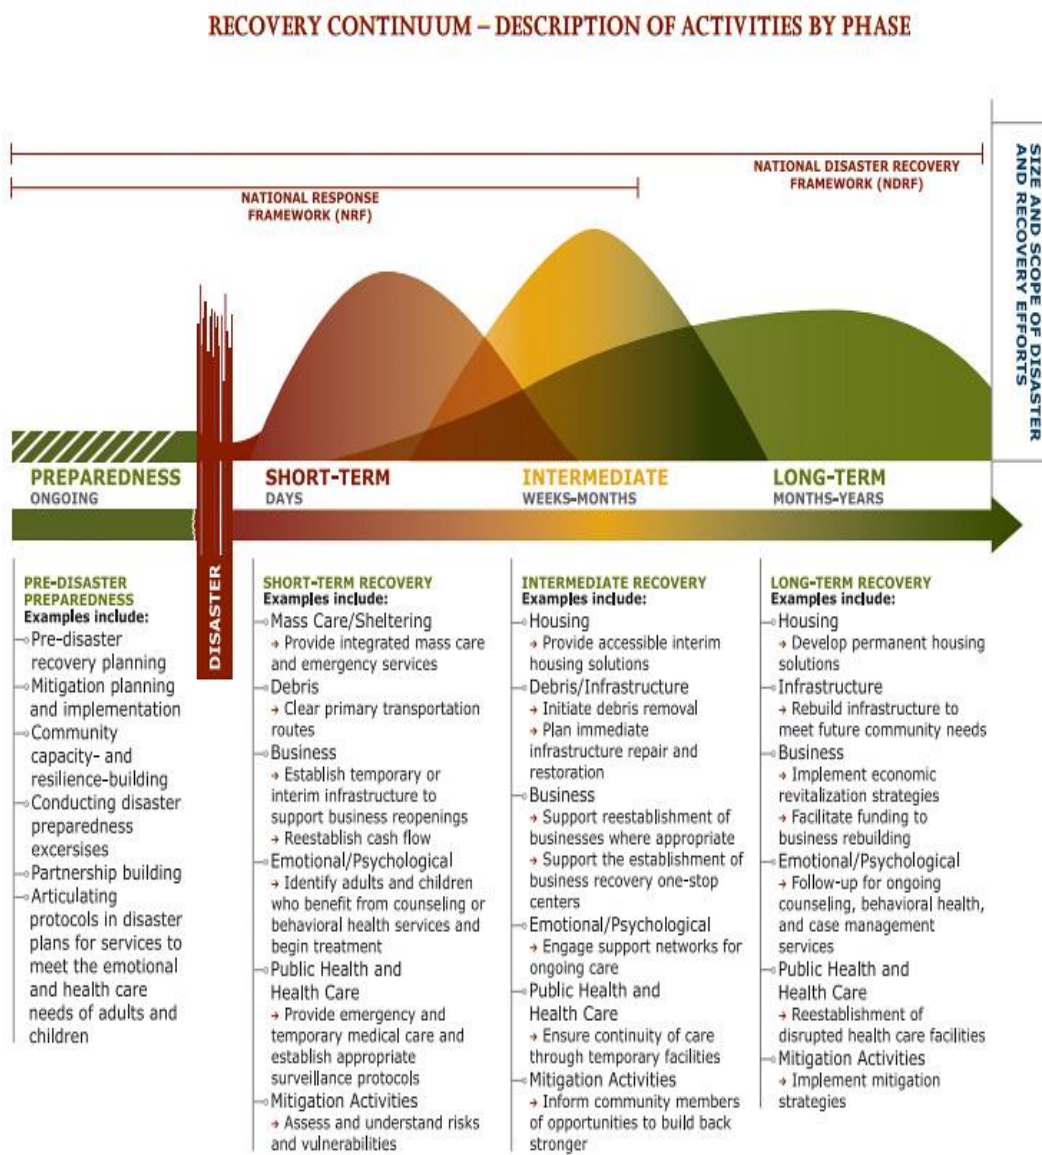 RECOVERY CONTINUUM – DESCRIPTION OF ACTIVITIES BY PHASE
NATIONAL DISASTER RECOVERY
FRAMEWORK (NDRF)
NATIONAL RESPONSE
FRAMEWORK (NRF)
SIZE AND SCOPE OF DISASTER
AND RECOVERY EFFORTS
PREPAREDNESS
ONGOING
SHORT-TERM
DAYS
INTERMEDIATE
WEEKS-MONTHS
LONG-TERM
MONTHS-YEARS
DISASTER
PRE-DISASTER
PREPAREDNESS
Examples include:
Pre-disaster
recovery planning
Mitigation planning
and implementation
Community
capacity- and
resilience-building
Conducting disaster
preparedness
excersises
Partnership building
Articulating
protocols in disaster
plans for services to
meet the emotional
and health care
needs of adults and
children
SHORT-TERM RECOVERY
Examples include:
Mass Care/Sheltering
→ Provide integrated mass care
and emergency services
Debris
→ Clear primary transportation
routes
Business
→ Establish temporary or
interim infrastructure to
support business reopenings
→ Reestablish cash flow
Emotional/Psychological
→ Identify adults and children
who benefit from counseling or
behavioral health services and
begin treatment
Public Health and
Health Care
→ Provide emergency and
temporary medical care and
establish appropriate
surveillance protocols
Mitigation Activities
→ Assess and understand risks
and vulnerabilities
INTERMEDIATE RECOVERY
Examples include:
Housing
→ Provide accessible interim
housing solutions
Debris/Infrastructure
→ Initiate debris removal
→ Plan immediate
infrastructure repair and
restoration
Business
→ Support reestablishment of
businesses where appropriate
→ Support the establishment of
business recovery one-stop
centers
Emotional/Psychological
→ Engage support networks for
ongoing care
Public Health and
Health Care
→ Ensure continuity of care
through temporary facilities
Mitigation Activities
→ Inform community members
of opportunities to build back
stronger
LONG-TERM RECOVERY
Examples include:
Housing
→ Develop permanent housing
solutions
Infrastructure
→ Rebuild infrastructure to
meet future community needs
Business
→ Implement economic
revitalization strategies
→ Facilitate funding to
business rebuilding
Emotional/Psychological
→ Follow-up for ongoing
counseling, behavioral health,
and case management
services
Public Health and
Health Care
→ Reestablishment of
disrupted health care facilities
Mitigation Activities
→ Implement mitigation
strategies